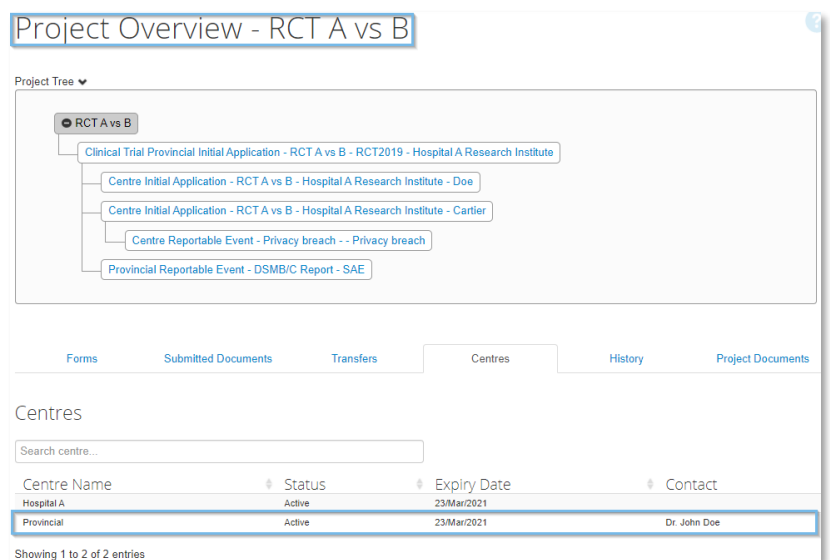 Project Overview - RCT A vs B
?
Project Tree
RCT A vs B
Clinical Trial Provincial Initial Application - RCT A vs B - RCT2019 - Hospital A Research Institute
Centre Initial Application - RCT A vs B - Hospital A Research Institute - Doe
Centre Initial Application - RCT A vs B - Hospital A Research Institute - Cartier
Centre Reportable Event - Privacy breach - - Privacy breach
Provincial Reportable Event - DSMB/C Report - SAE
Forms Submitted Documents Transfers Centres History Project Documents
Centres
Search centre...
Centre Name Status Expiry Date Contact
Hospital A Active 23/Mar/2021
Provincial Active 23/Mar/2021 Dr. John Doe
Showing 1 to 2 of 2 entries